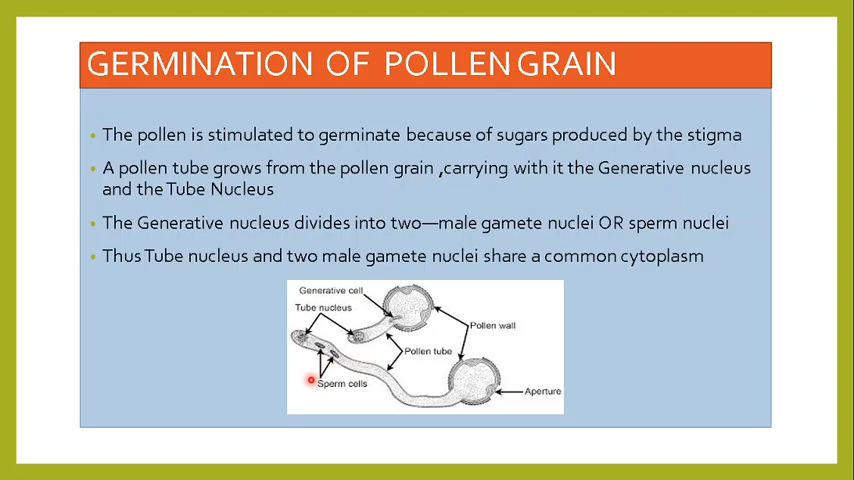 GERMINATION OF POLLEN GRAIN
The pollen is stimulated to germinate because of sugars produced by the stigma
A pollen tube grows from the pollen grain ,carrying with it the Generative nucleus
and the Tube Nucleus
The Generative nucleus divides into two—male gamete nuclei OR sperm nuclei
Thus Tube nucleus and two male gamete nuclei share a common cytoplasm
Generative cell
Tube nucleus
Pollen wall
Pollen tube
Sperm cells
Aperture